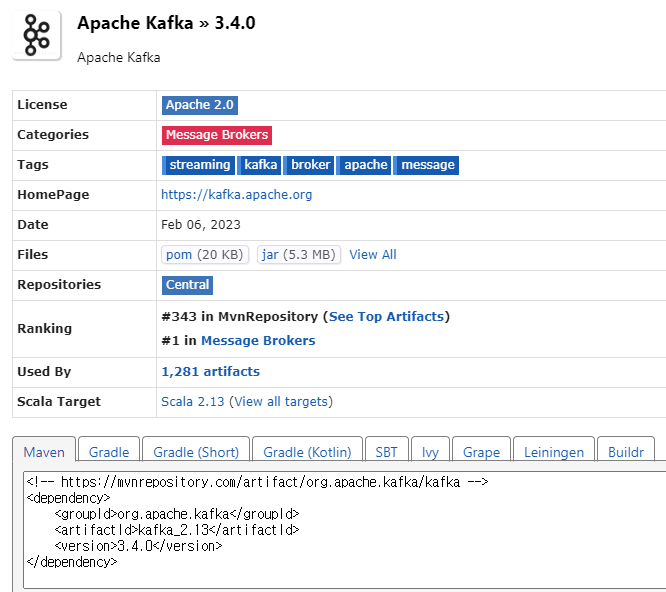 Apache Kafka » 3.4.0
Apache Kafka
License Apache 2.0
Categories Message Brokers
Tags streaming kafka broker apache message
HomePage https://kafka.apache.org
Date Feb 06, 2023
Files pom (20 KB) jar (5.3 MB) View All
Repositories Central
Ranking #343 in MvnRepository (See Top Artifacts)
#1 in Message Brokers
Used By 1,281 artifacts
Scala Target Scala 2.13 (View all targets)
Maven Gradle Gradle (Short) Gradle (Kotlin) SBT Ivy Grape Leiningen Buildr
<!-- https://mvnrepository.com/artifact/org.apache.kafka/kafka -->
<dependency>
    <groupId>org.apache.kafka</groupId>
    <artifactId>kafka_2.13</artifactId>
    <version>3.4.0</version>
</dependency>